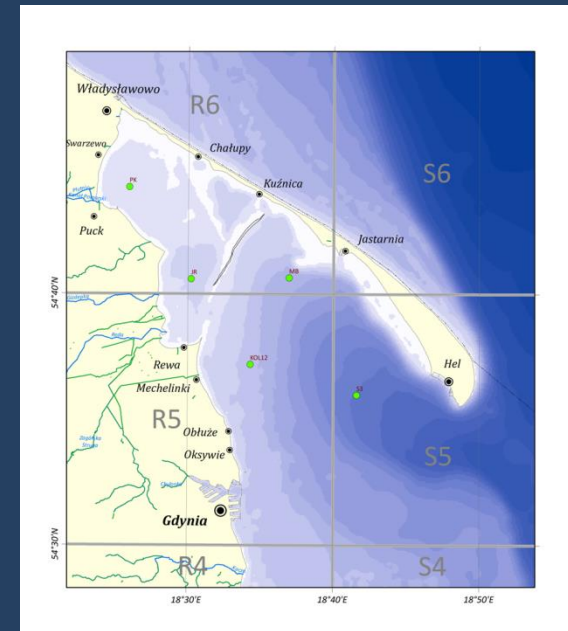 Władysławowo
R6
Swarzewo
Chałupy
S6
PK
Kuźnica
Puck
Jastarnia
JR
MB
54°40'N
Rewa
KOL12
Hel
Mechelinki
R5
Obłuże
S5
Oksywie
Gdynia
54°30'N
R4
S4
18°30'E
18°40'E
18°50'E